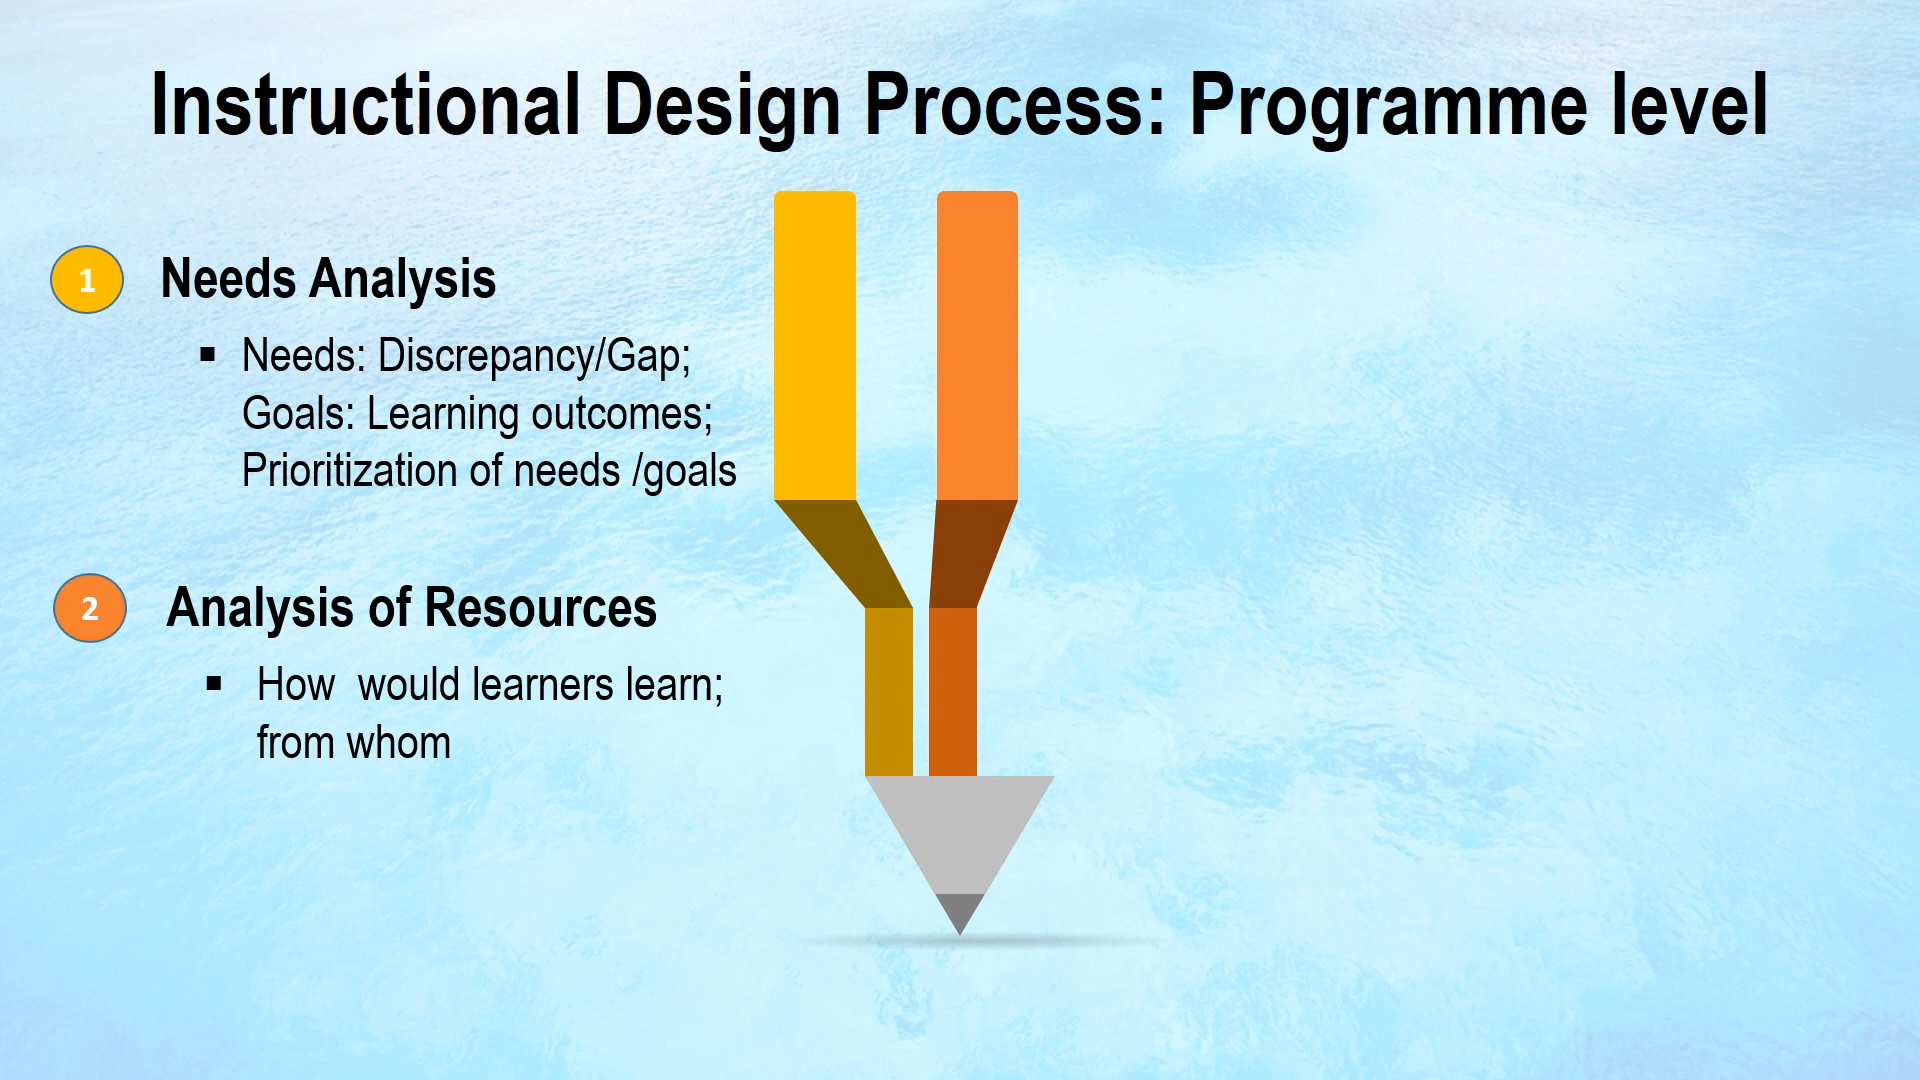 Instructional Design Process: Programme level
1 Needs Analysis
▪ Needs: Discrepancy/Gap;
Goals: Learning outcomes;
Prioritization of needs /goals
2 Analysis of Resources
▪ How  would learners learn;
from whom